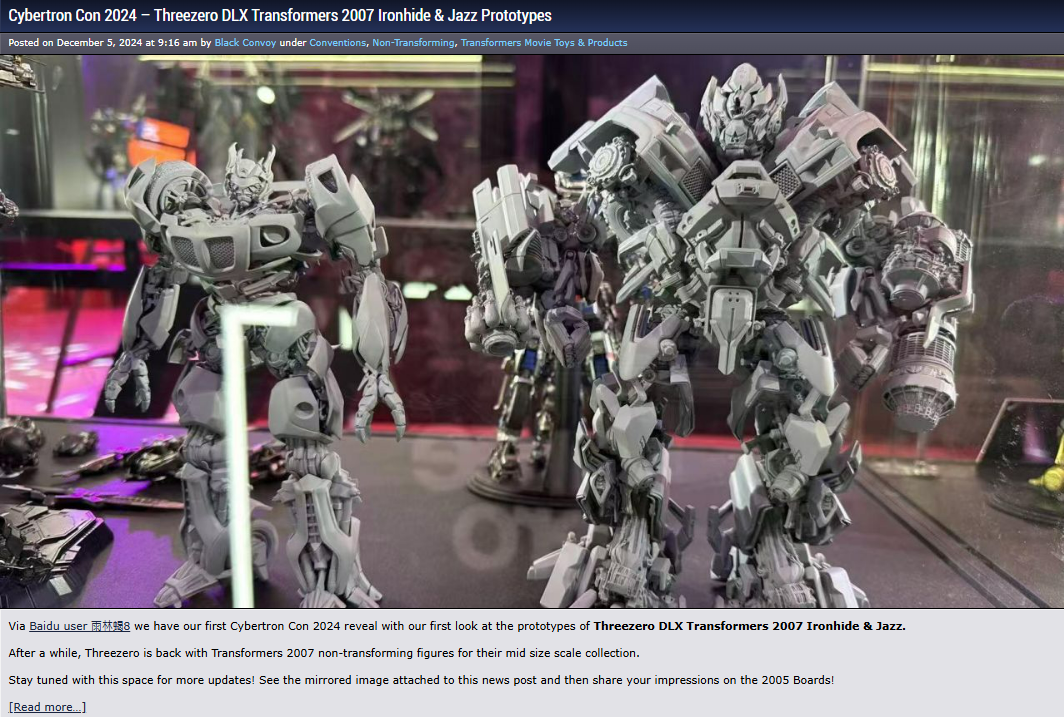 Cybertron Con 2024 – Threezero DLX Transformers 2007 Ironhide & Jazz Prototypes
Posted on December 5, 2024 at 9:16 am by Black Convoy under Conventions, Non-Transforming, Transformers Movie Toys & Products
Via Baidu user 雨林蝎8 we have our first Cybertron Con 2024 reveal with our first look at the prototypes of Threezero DLX Transformers 2007 Ironhide & Jazz.
After a while, Threezero is back with Transformers 2007 non-transforming figures for their mid size scale collection.
Stay tuned with this space for more updates! See the mirrored image attached to this news post and then share your impressions on the 2005 Boards!
[Read more...]